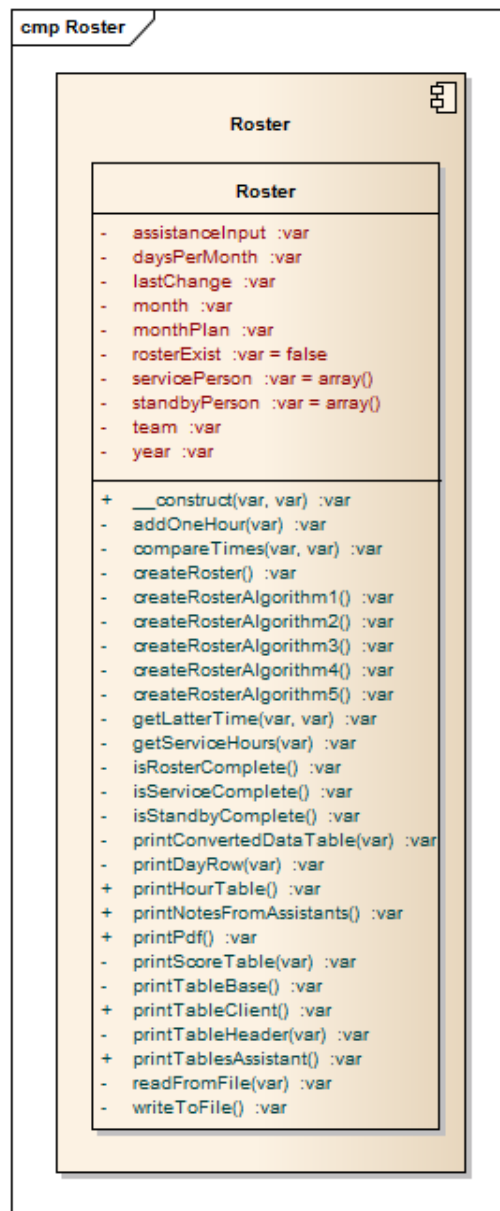 cmp Roster
Roster
Roster
- assistanceInput :var
- daysPerMonth :var
- lastChange :var
- month :var
- monthPlan :var
- rosterExist :var = false
- servicePerson :var = array()
- standbyPerson :var = array()
- team :var
- year :var
+ __construct(var, var) :var
- addOneHour(var) :var
- compareTimes(var, var) :var
- createRoster() :var
- createRosterAlgorithm1() :var
- createRosterAlgorithm2() :var
- createRosterAlgorithm3() :var
- createRosterAlgorithm4() :var
- createRosterAlgorithm5() :var
- getLatterTime(var, var) :var
- getServiceHours(var) :var
- isRosterComplete() :var
- isServiceComplete() :var
- isStandbyComplete() :var
- printConvertedDataTable(var) :var
- printDayRow(var) :var
+ printHourTable() :var
+ printNotesFromAssistants() :var
+ printPdf() :var
- printScoreTable(var) :var
- printTableBase() :var
+ printTableClient() :var
- printTableHeader(var) :var
+ printTablesAssistant() :var
- readFromFile(var) :var
- writeToFile() :var